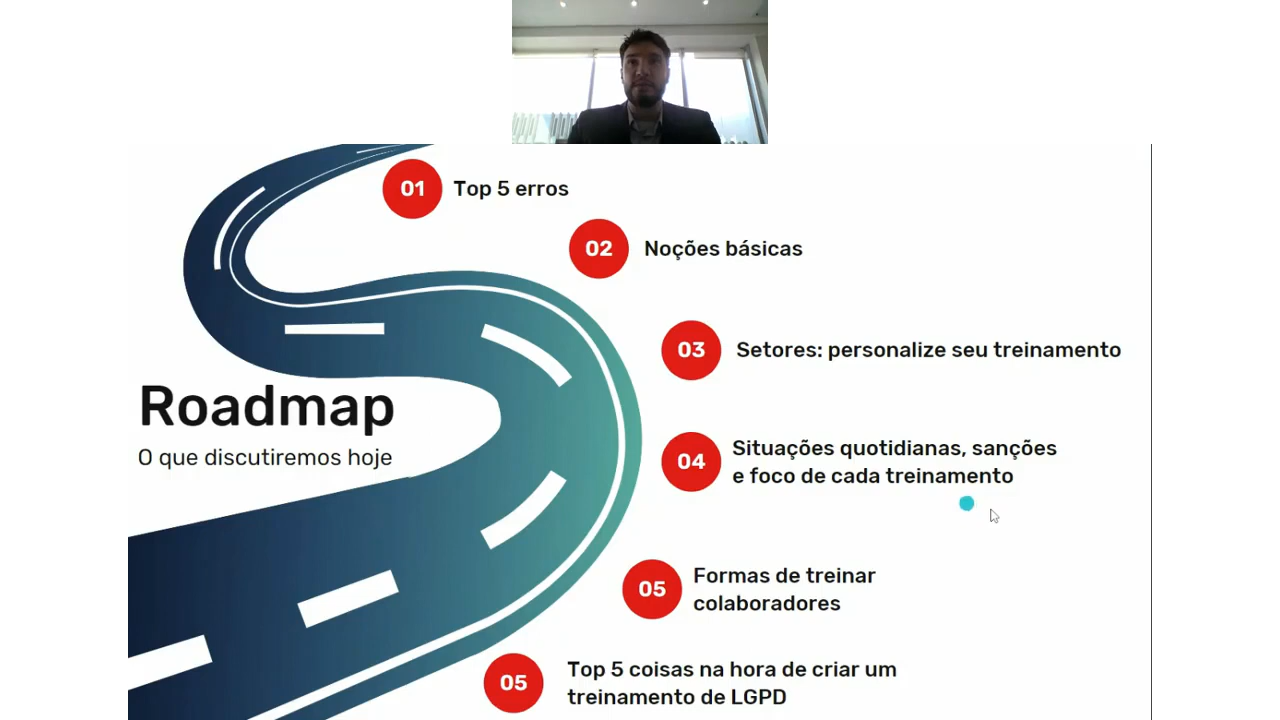 01 Top 5 erros
02 Noções básicas
03 Setores: personalize seu treinamento
Roadmap
O que discutiremos hoje
04 Situações quotidianas, sanções
e foco de cada treinamento
05 Formas de treinar
colaboradores
05 Top 5 coisas na hora de criar um
treinamento de LGPD